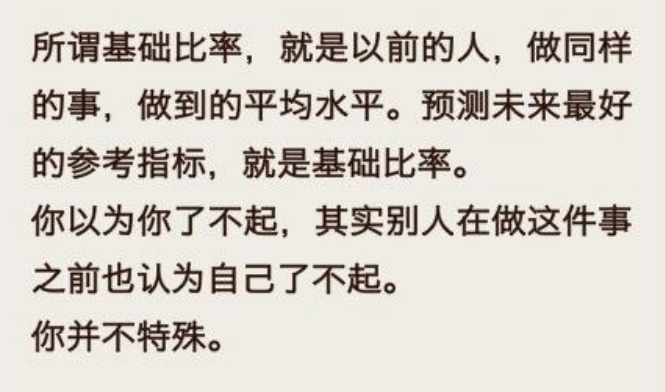 所谓基础比率，就是以前的人，做同样
的事，做到的平均水平。预测未来最好
的参考指标，就是基础比率。
你以为你了不起，其实别人在做这件事
之前也认为自己了不起。
你并不特殊。